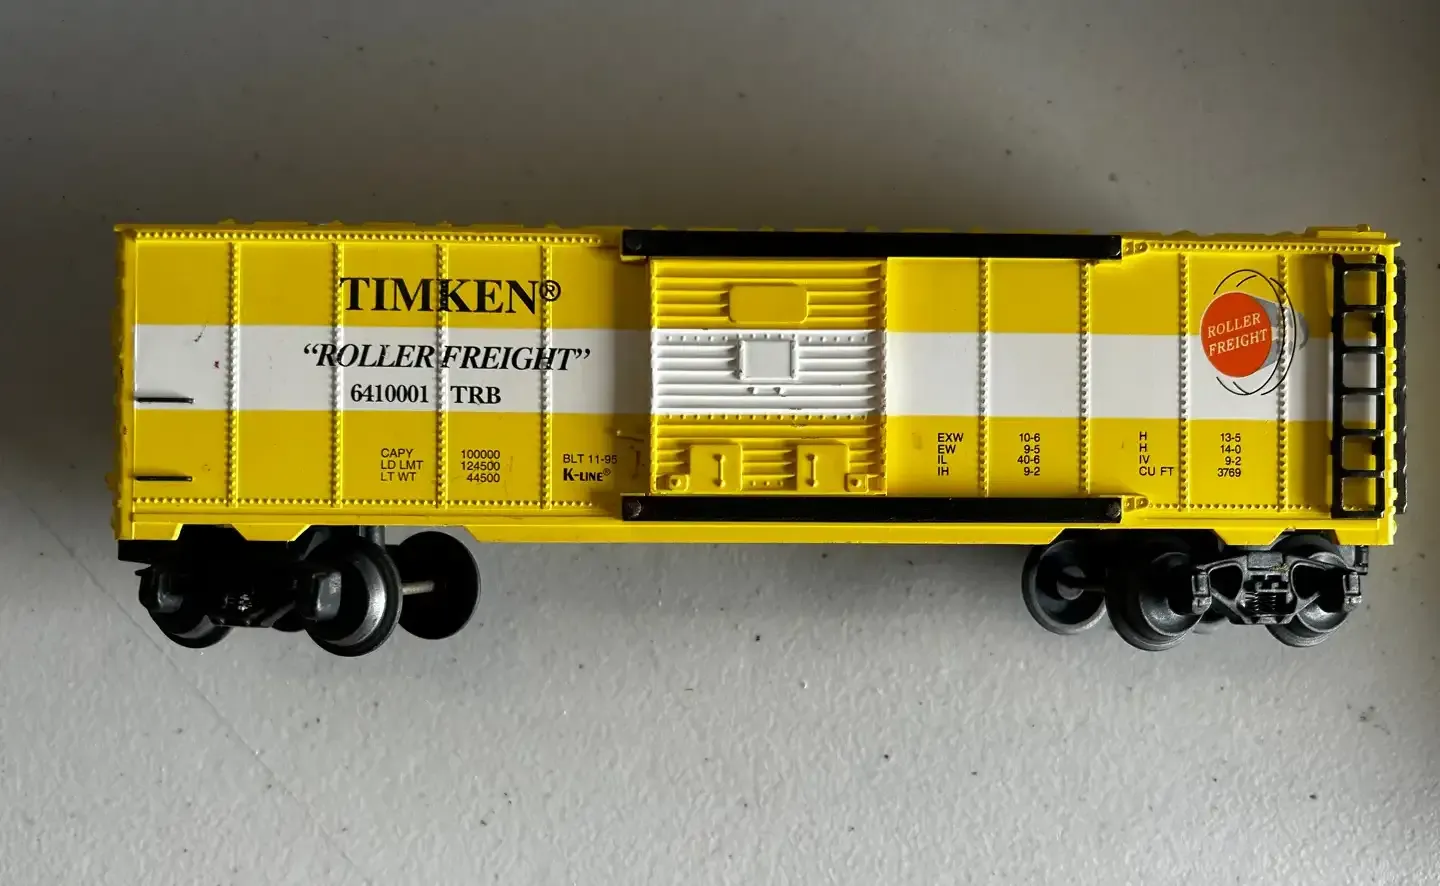 TIMKEN®
“ROLLER FREIGHT”
6410001 TRB
CAPY 100000
LD LMT 124500
LT WT 44500
BLT 11-95
K-LINE®
EXW 10-6
EW 9-5
IL 40-6
IH 9-2
H 13-5
H 14-0
IV 9-2
CU FT 3769
ROLLER
FREIGHT